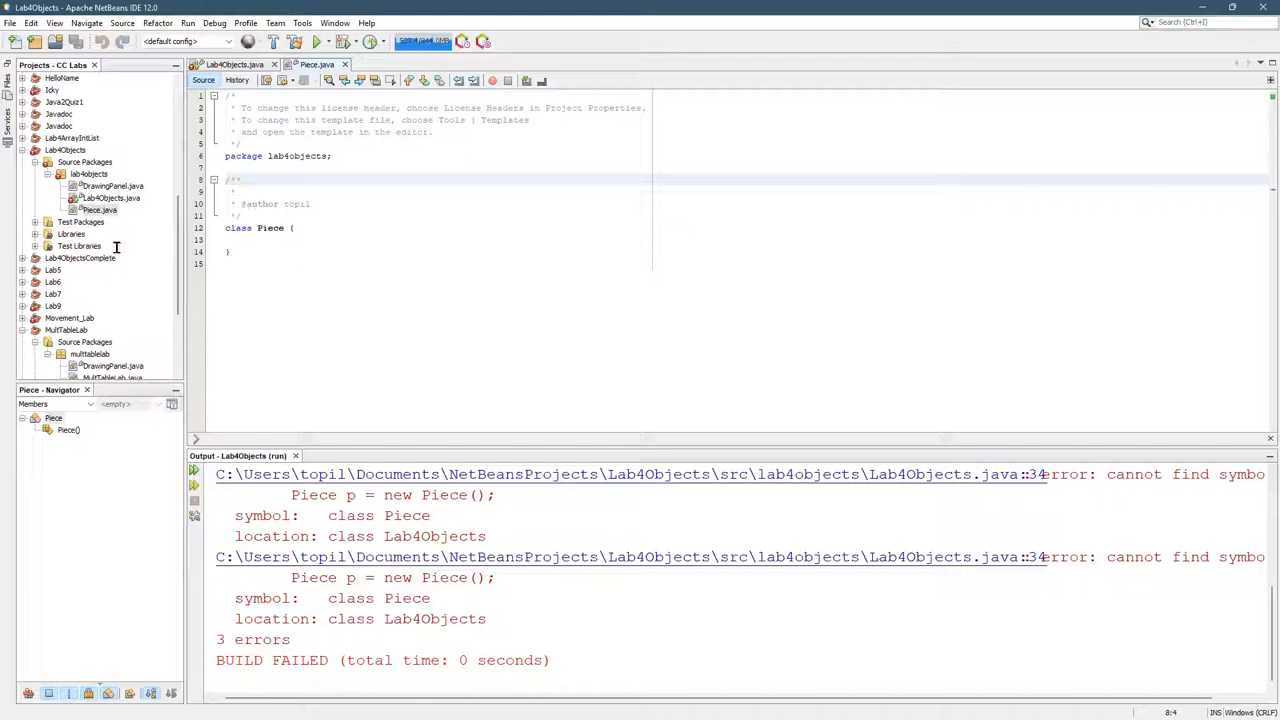 Lab4Objects - Apache NetBeans IDE 12.0
File Edit View Navigate Source Refactor Run Debug Profile Team Tools Window Help
Search (Ctrl+I)
<default config>
Projects - CC Labs
HelloName
Icky
Java2Quiz1
Javadoc
Javadoc
Lab4ArrayIntList
Lab4Objects
Source Packages
lab4objects
DrawingPanel.java
Lab4Objects.java
Piece.java
Test Packages
Libraries
Test Libraries
Lab4ObjectsComplete
Lab5
Lab6
Lab7
Lab9
Movement_Lab
MultTableLab
Source Packages
multtablelab
DrawingPanel.java
MultTableLab.java
Files
Services
Piece - Navigator
Members
<empty>
Piece
Piece()
Lab4Objects.java Piece.java
Source History
1 /*
2 * To change this license header, choose License Headers in Project Properties.
3 * To change this template file, choose Tools | Templates
4 * and open the template in the editor.
5 */
6 package lab4objects;
7
8 /**
9 *
10 * @author topil
11 */
12 class Piece {
13
14 }
15
Output - Lab4Objects (run)
C:\Users\topil\Documents\NetBeansProjects\Lab4Objects\src\lab4objects\Lab4Objects.java:34 error: cannot find symbo
Piece p = new Piece();
symbol: class Piece
location: class Lab4Objects
C:\Users\topil\Documents\NetBeansProjects\Lab4Objects\src\lab4objects\Lab4Objects.java:34 error: cannot find symbo
Piece p = new Piece();
symbol: class Piece
location: class Lab4Objects
3 errors
BUILD FAILED (total time: 0 seconds)
8:4 INS Windows (CRLF)